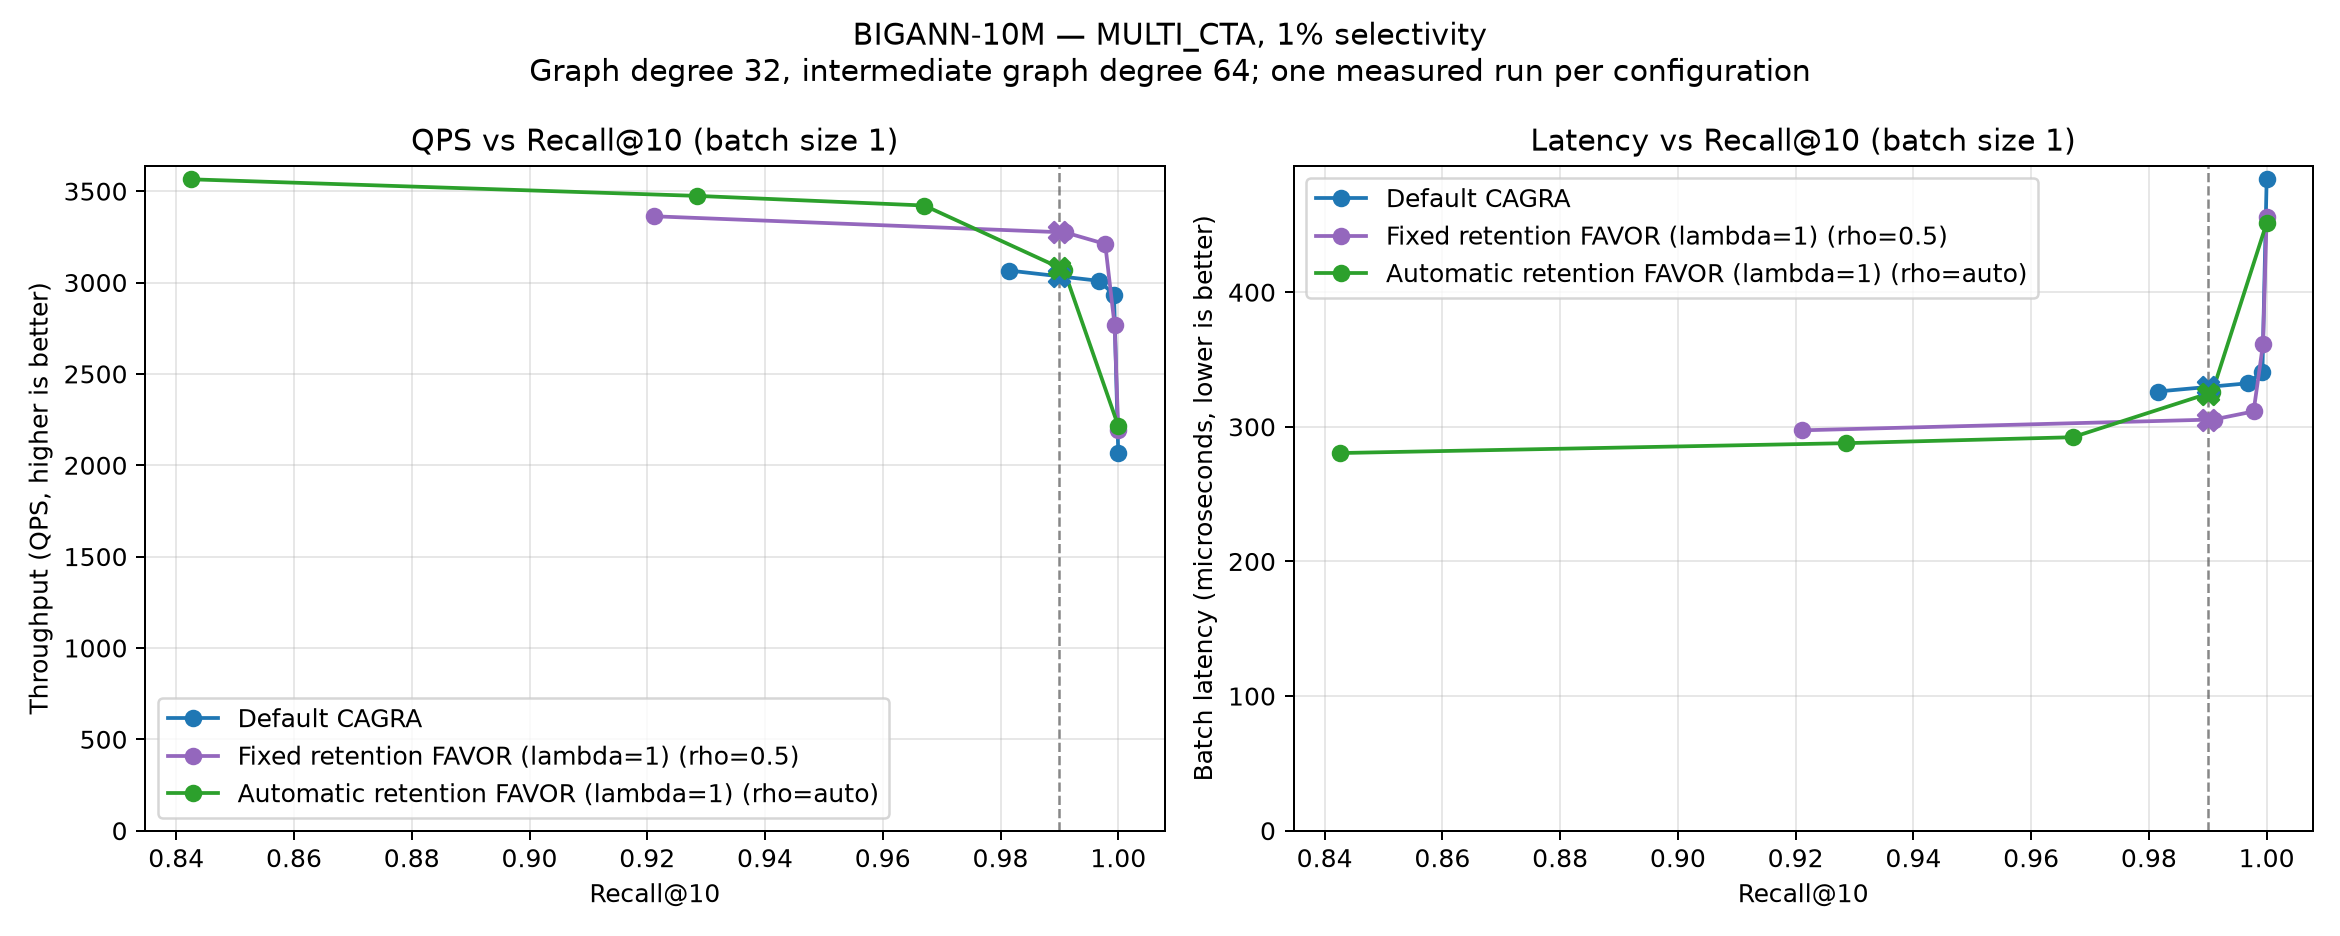 BIGANN-10M — MULTI_CTA, 1% selectivity
Graph degree 32, intermediate graph degree 64; one measured run per configuration
QPS vs Recall@10 (batch size 1)
Throughput (QPS, higher is better)
3500
3000
2500
2000
1500
1000
500
0
Default CAGRA
Fixed retention FAVOR (lambda=1) (rho=0.5)
Automatic retention FAVOR (lambda=1) (rho=auto)
0.84 0.86 0.88 0.90 0.92 0.94 0.96 0.98 1.00
Recall@10
Latency vs Recall@10 (batch size 1)
Batch latency (microseconds, lower is better)
Default CAGRA
Fixed retention FAVOR (lambda=1) (rho=0.5)
Automatic retention FAVOR (lambda=1) (rho=auto)
400
300
200
100
0
0.84 0.86 0.88 0.90 0.92 0.94 0.96 0.98 1.00
Recall@10